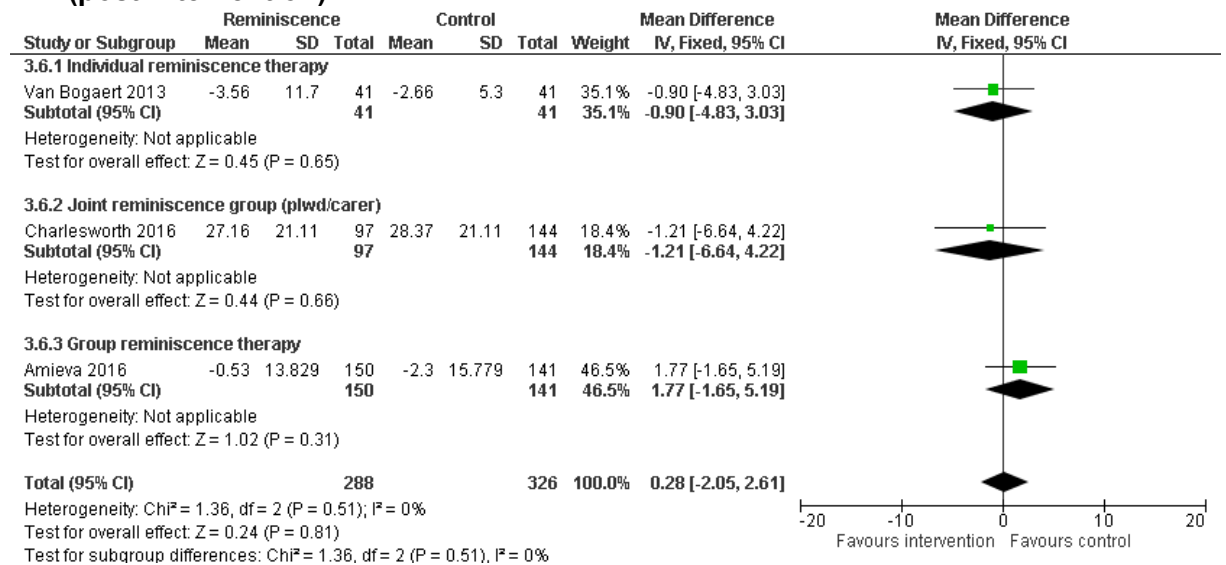 Reminiscence Control Mean Difference Mean Difference
Study or Subgroup Mean SD Total Mean SD Total Weight IV, Fixed, 95% CI IV, Fixed, 95% CI
3.6.1 Individual reminiscence therapy
Van Bogaert 2013 -3.56 11.7 41 -2.66 5.3 41 35.1% -0.90 [-4.83, 3.03]
Subtotal (95% CI) 41 41 35.1% -0.90 [-4.83, 3.03]
Heterogeneity: Not applicable
Test for overall effect: Z = 0.45 (P = 0.65)
3.6.2 Joint reminiscence group (plwd/carer)
Charlesworth 2016 27.16 21.11 97 28.37 21.11 144 18.4% -1.21 [-6.64, 4.22]
Subtotal (95% CI) 97 144 18.4% -1.21 [-6.64, 4.22]
Heterogeneity: Not applicable
Test for overall effect: Z = 0.44 (P = 0.66)
3.6.3 Group reminiscence therapy
Amieva 2016 -0.53 13.829 150 -2.3 15.779 141 46.5% 1.77 [-1.65, 5.19]
Subtotal (95% CI) 150 141 46.5% 1.77 [-1.65, 5.19]
Heterogeneity: Not applicable
Test for overall effect: Z = 1.02 (P = 0.31)
Total (95% CI) 288 326 100.0% 0.28 [-2.05, 2.61]
Heterogeneity: Chi² = 1.36, df = 2 (P = 0.51); I² = 0%
Test for overall effect: Z = 0.24 (P = 0.81)
Test for subgroup differences: Chi² = 1.36, df = 2 (P = 0.51), I² = 0%
-20 -10 0 10 20
Favours intervention Favours control